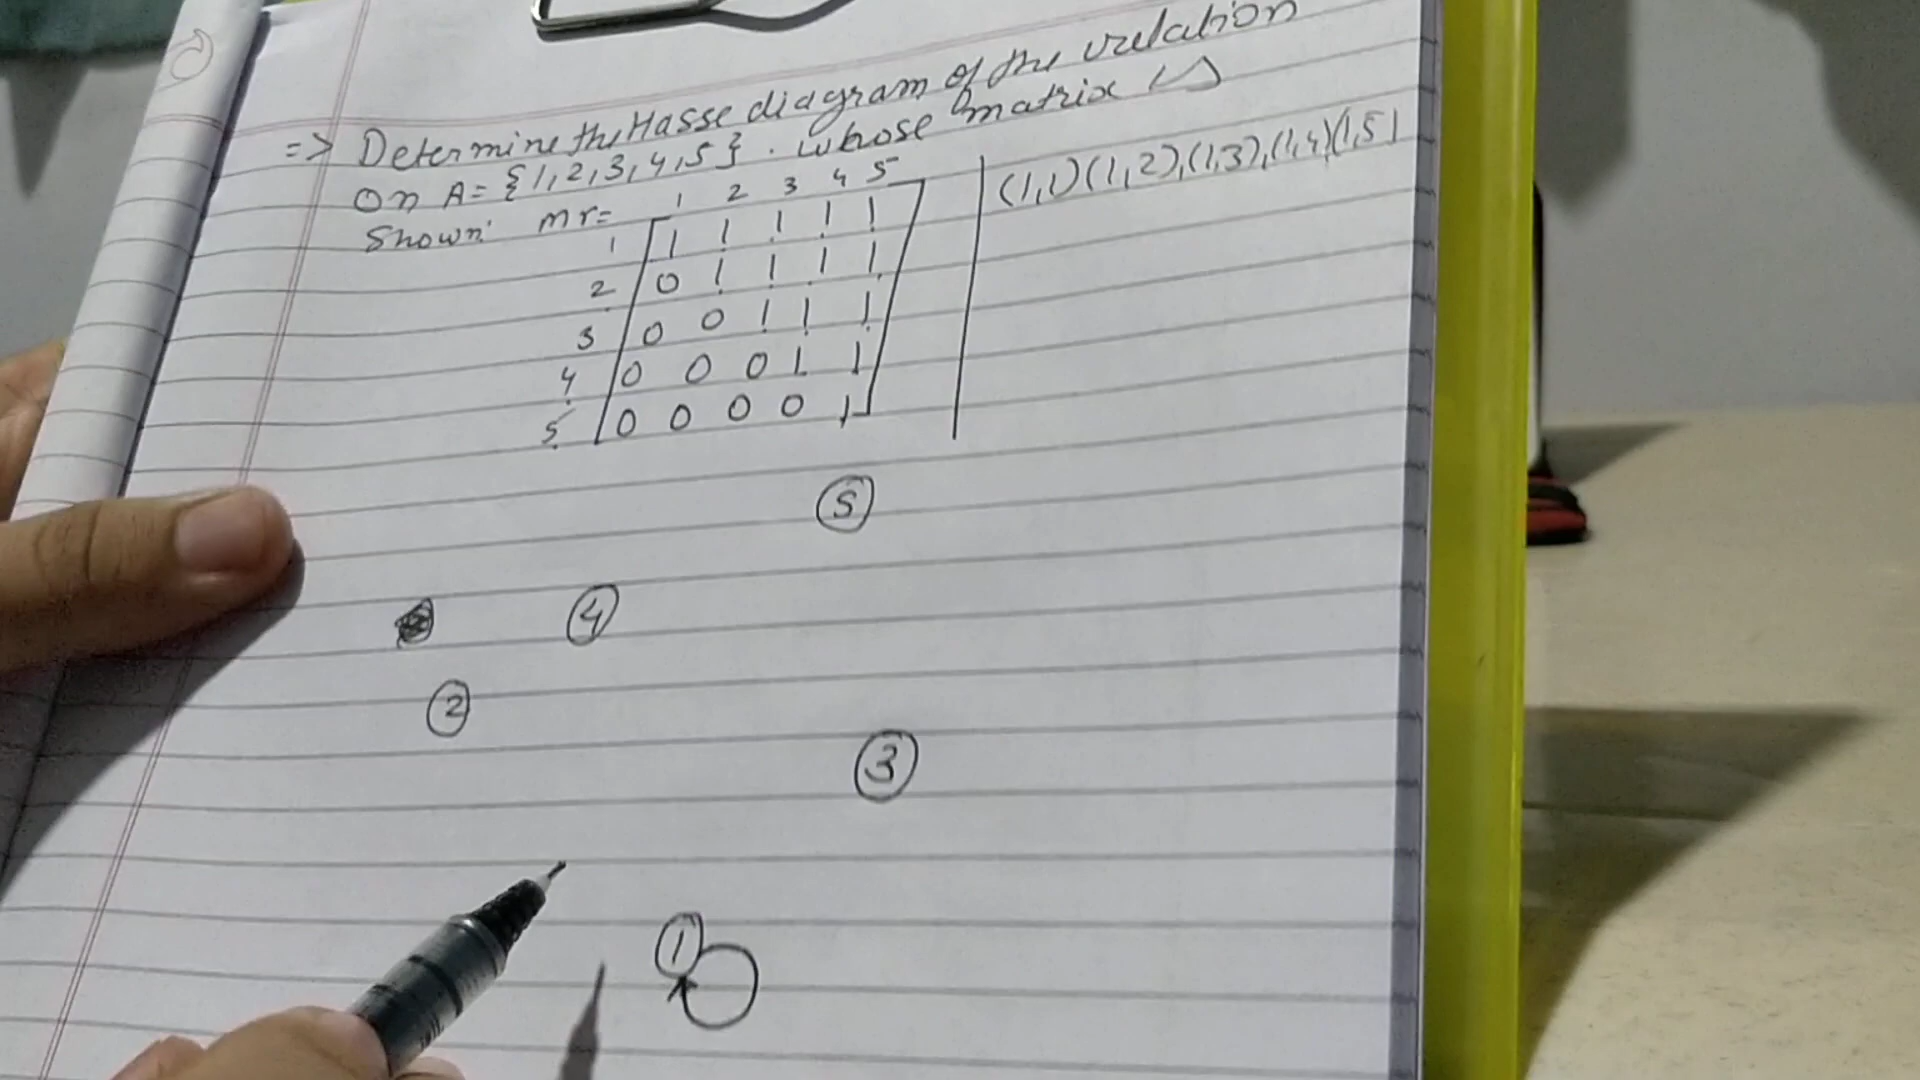 => Determine the Hasse diagram of the relation
on A = {1,2,3,4,5}. whose matrix is
shown: mr =
1 2 3 4 5
1 1 1 1 1 1
2 0 1 1 1 1
3 0 0 1 1 1
4 0 0 0 1 1
5 0 0 0 0 1
(1,1)(1,2),(1,3),(1,4)(1,5)
5
4
2
3
1